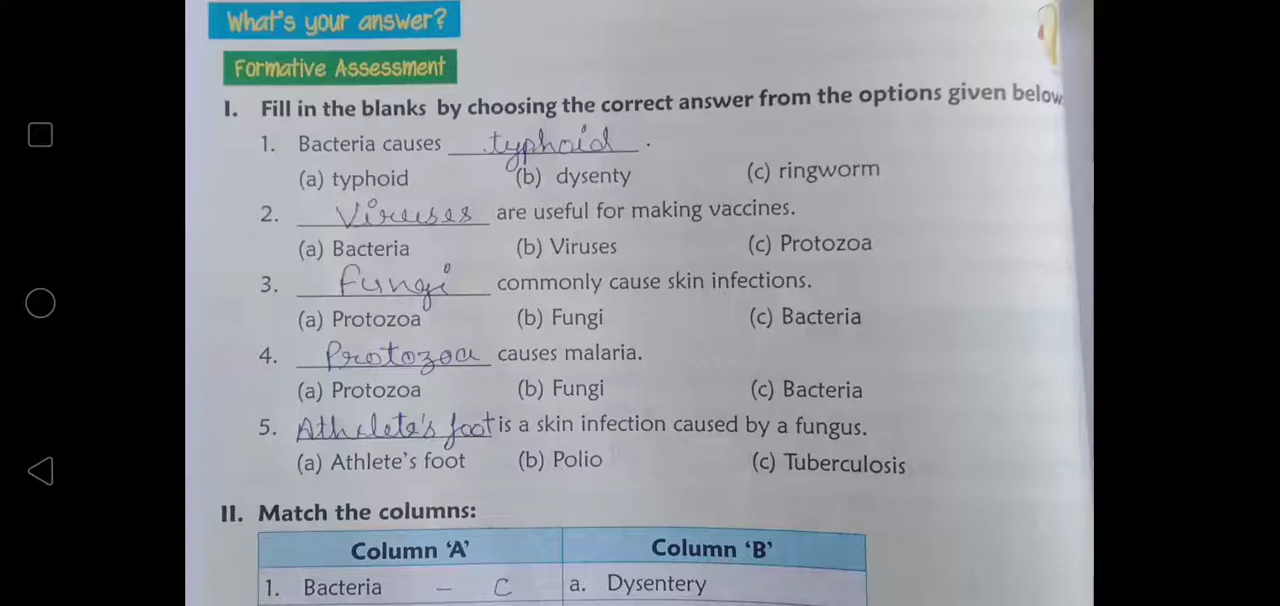 What's your answer?
Formative Assessment
I. Fill in the blanks by choosing the correct answer from the options given below
1. Bacteria causes typhoid .
(a) typhoid (b) dysenty (c) ringworm
2. Viruses are useful for making vaccines.
(a) Bacteria (b) Viruses (c) Protozoa
3. Fungi commonly cause skin infections.
(a) Protozoa (b) Fungi (c) Bacteria
4. Protozoa causes malaria.
(a) Protozoa (b) Fungi (c) Bacteria
5. Athelete's foot is a skin infection caused by a fungus.
(a) Athlete's foot (b) Polio (c) Tuberculosis
II. Match the columns:
Column 'A' Column 'B'
1. Bacteria – C a. Dysentery